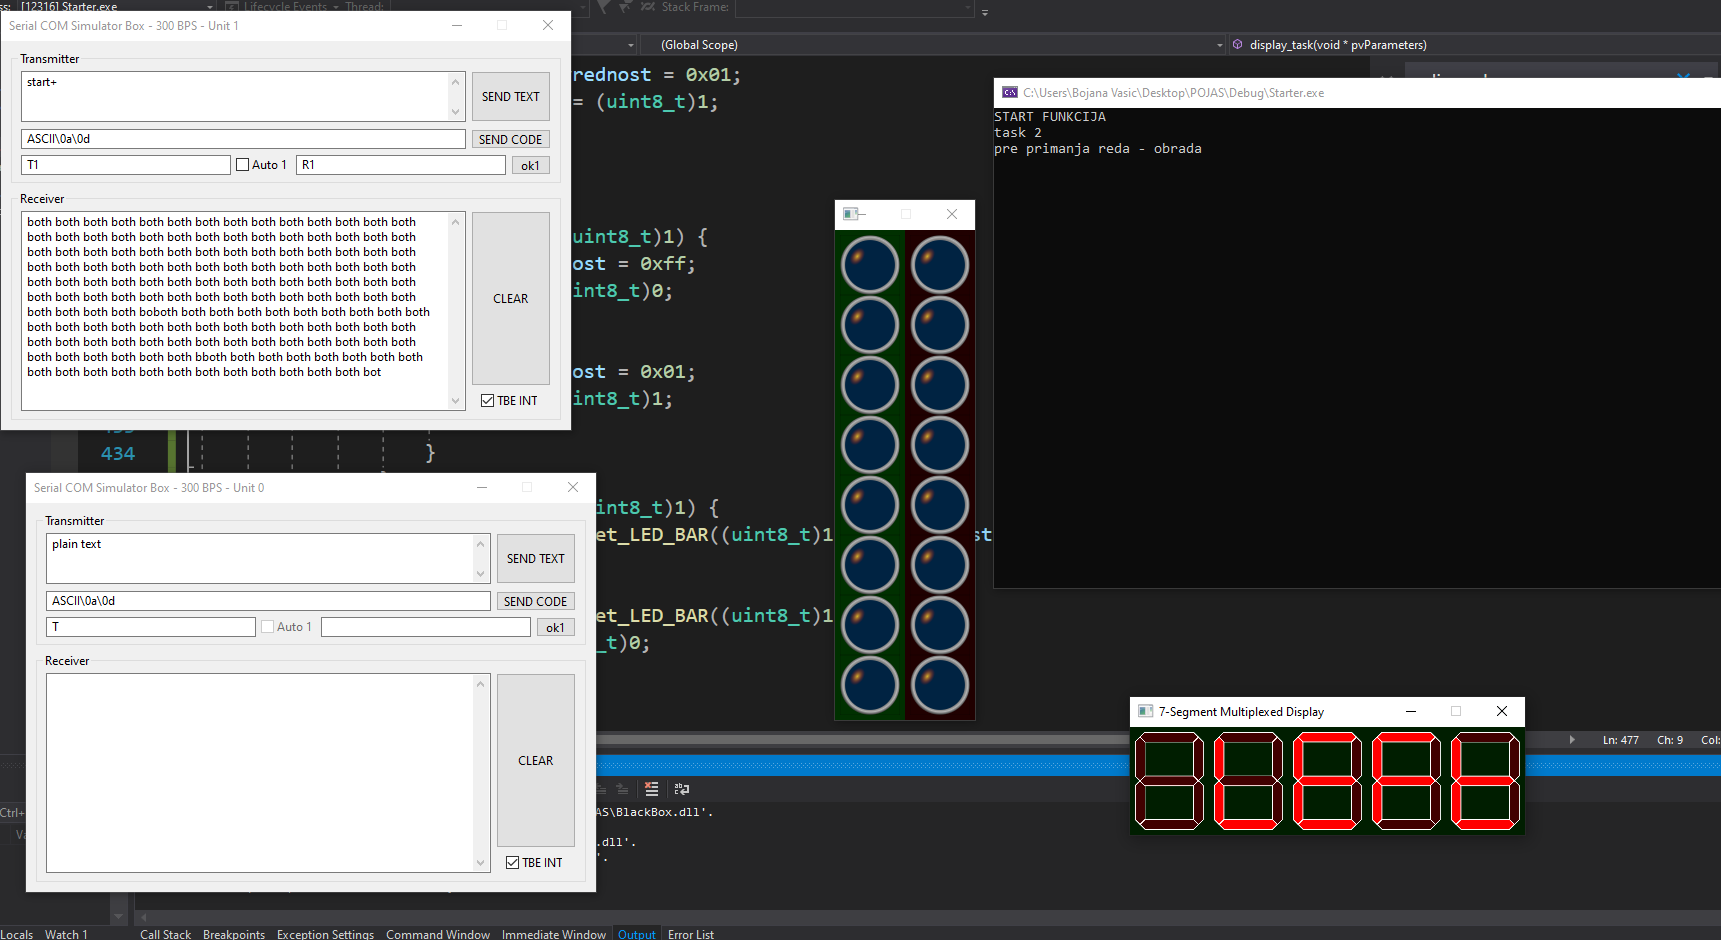 ss: [12316] Starter.exe Lifecycle Events Thread: Stack Frame:
Serial COM Simulator Box - 300 BPS - Unit 1
Transmitter
start+
SEND TEXT
ASCII\0a\0d
SEND CODE
T1
Auto 1
R1
ok1
Receiver
both both both both both both both both both both both both both both
both both both both both both both both both both both both both both
both both both both both both both both both both both both both both
both both both both both both both both both both both both both both
both both both both both both both both both both both both both both
both both both both both both both both both both both both both both
both both both both boboth both both both both both both both both both
both both both both both both both both both both both both both both
both both both both both both both both both both both both both both
both both both both both both bboth both both both both both both both
both both both both both both both both both both both both bot
CLEAR
TBE INT
(Global Scope)
display_task(void * pvParameters)
rednost = 0x01;
= (uint8_t)1;
uint8_t)1) {
ost = 0xff;
int8_t)0;
ost = 0x01;
int8_t)1;
434 }
int8_t)1) {
et_LED_BAR((uint8_t)1 st
et_LED_BAR((uint8_t)1
_t)0;
C:\Users\Bojana Vasic\Desktop\POJAS\Debug\Starter.exe
START FUNKCIJA
task 2
pre primanja reda - obrada
Serial COM Simulator Box - 300 BPS - Unit 0
Transmitter
plain text
SEND TEXT
ASCII\0a\0d
SEND CODE
T
Auto 1
ok1
Receiver
CLEAR
TBE INT
7-Segment Multiplexed Display
Ln: 477 Ch: 9 Col:
Ctrl+
Va
AS\BlackBox.dll'.
.dll'.
'.
Locals Watch 1 Call Stack Breakpoints Exception Settings Command Window Immediate Window Output Error List